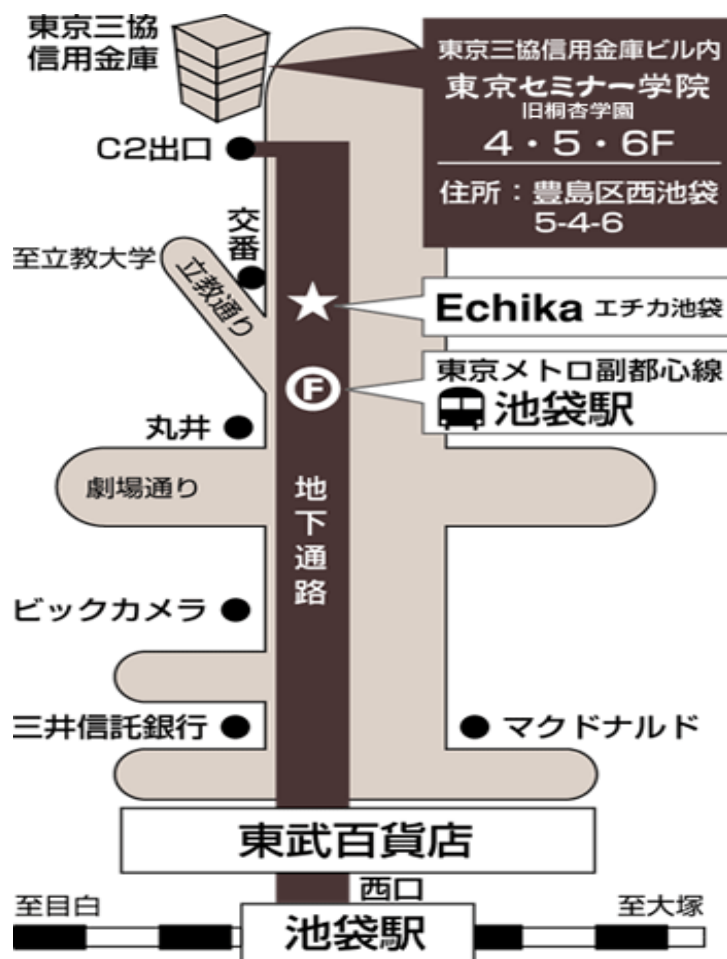 東京三協
信用金庫
東京三協信用金庫ビル内
東京セミナー学院
旧桐杏学園
4・5・6F
住所:豊島区西池袋
5-4-6
C2出口
交番
至立教大学
立教通り
Echika エチカ池袋
F
東京メトロ副都心線
池袋駅
丸井
劇場通り
地下通路
ビックカメラ
三井信託銀行
マクドナルド
東武百貨店
西口
至目白
至大塚
池袋駅